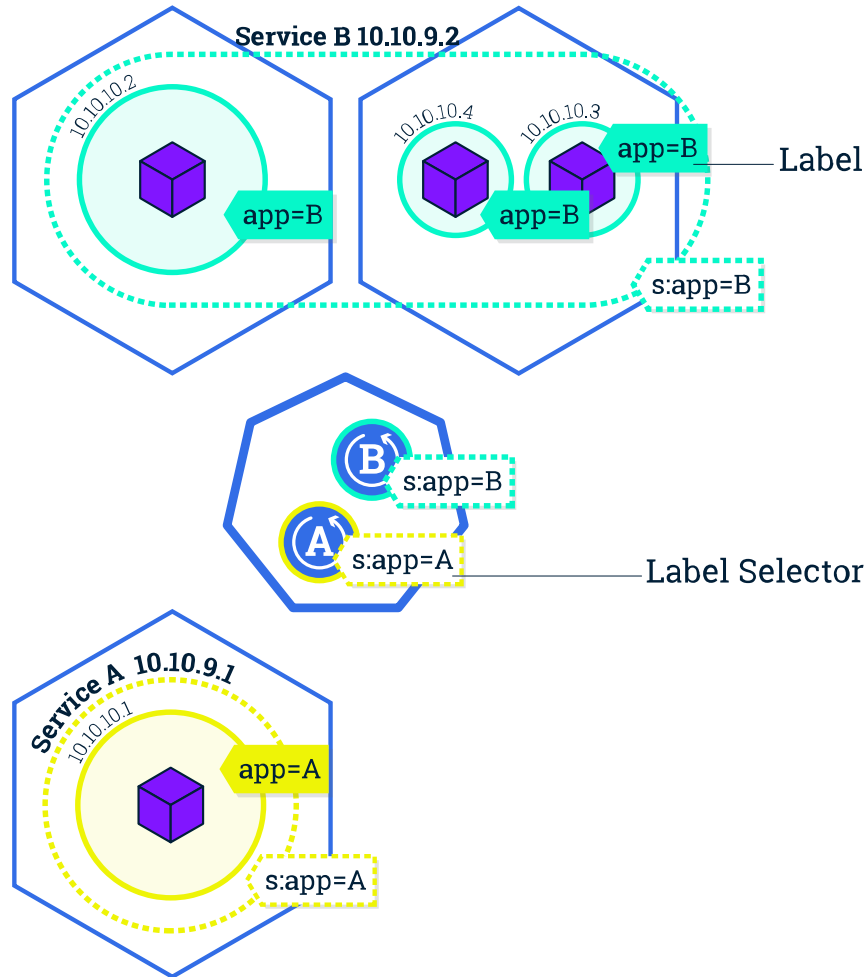 Service B 10.10.9.2
10.10.10.2
10.10.10.4
10.10.10.3
app=B
Label
app=B
app=B
s:app=B
B
s:app=B
A
s:app=A
Label Selector
Service A 10.10.9.1
10.10.10.1
app=A
s:app=A